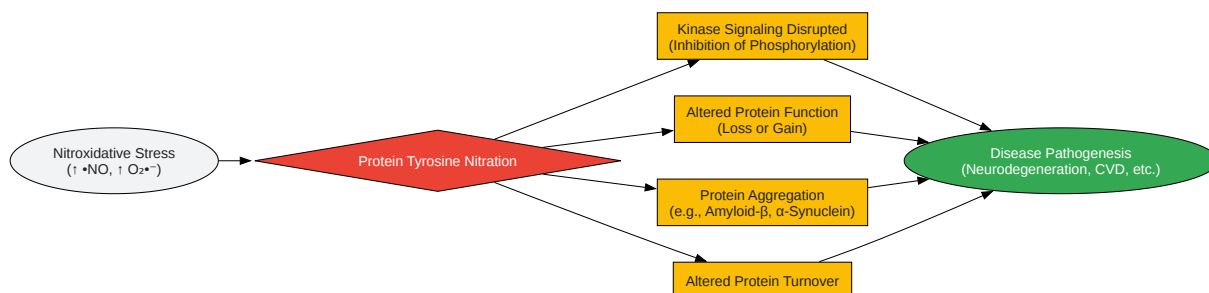 Nitroxidative Stress
(↑ •NO, ↑ O₂•⁻)
Protein Tyrosine Nitration
Kinase Signaling Disrupted
(Inhibition of Phosphorylation)
Altered Protein Function
(Loss or Gain)
Protein Aggregation
(e.g., Amyloid-β, α-Synuclein)
Altered Protein Turnover
Disease Pathogenesis
(Neurodegeneration, CVD, etc.)